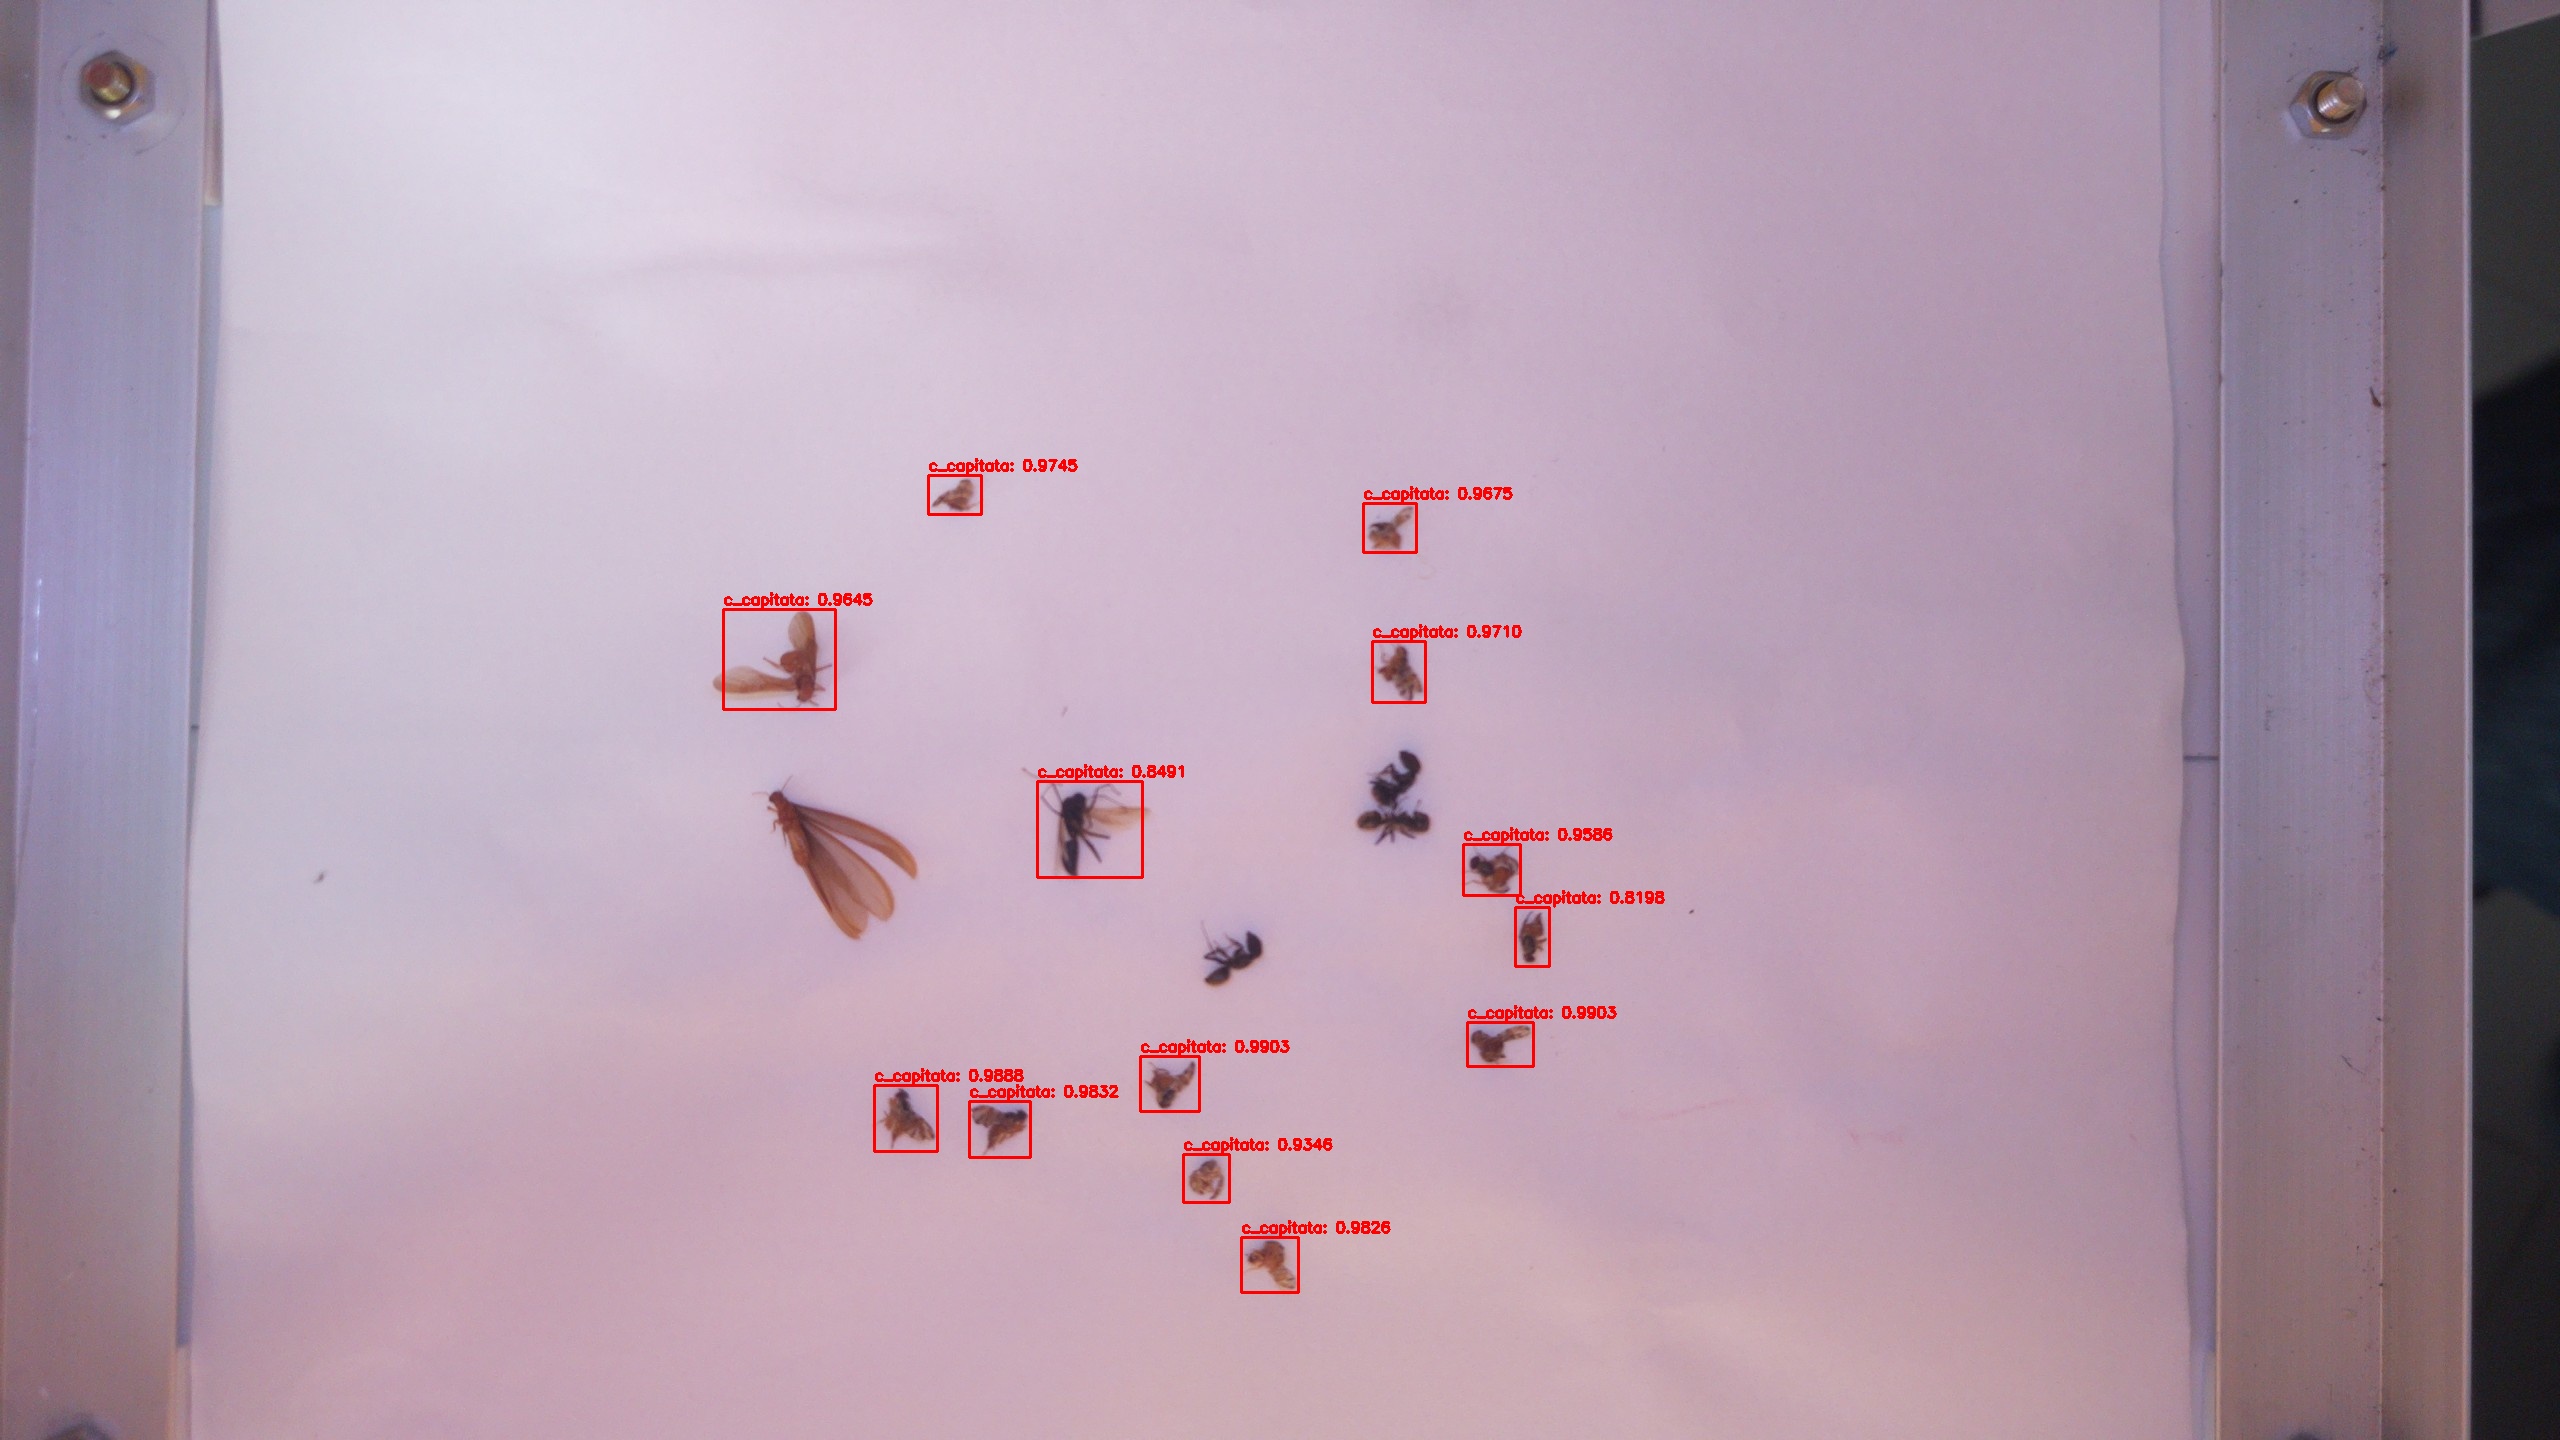 c_capitata: 0.9745
c_capitata: 0.9675
c_capitata: 0.9645
c_capitata: 0.9710
c_capitata: 0.8491
c_capitata: 0.9586
c_capitata: 0.8198
c_capitata: 0.9903
c_capitata: 0.9903
c_capitata: 0.9888
c_capitata: 0.9832
c_capitata: 0.9346
c_capitata: 0.9826